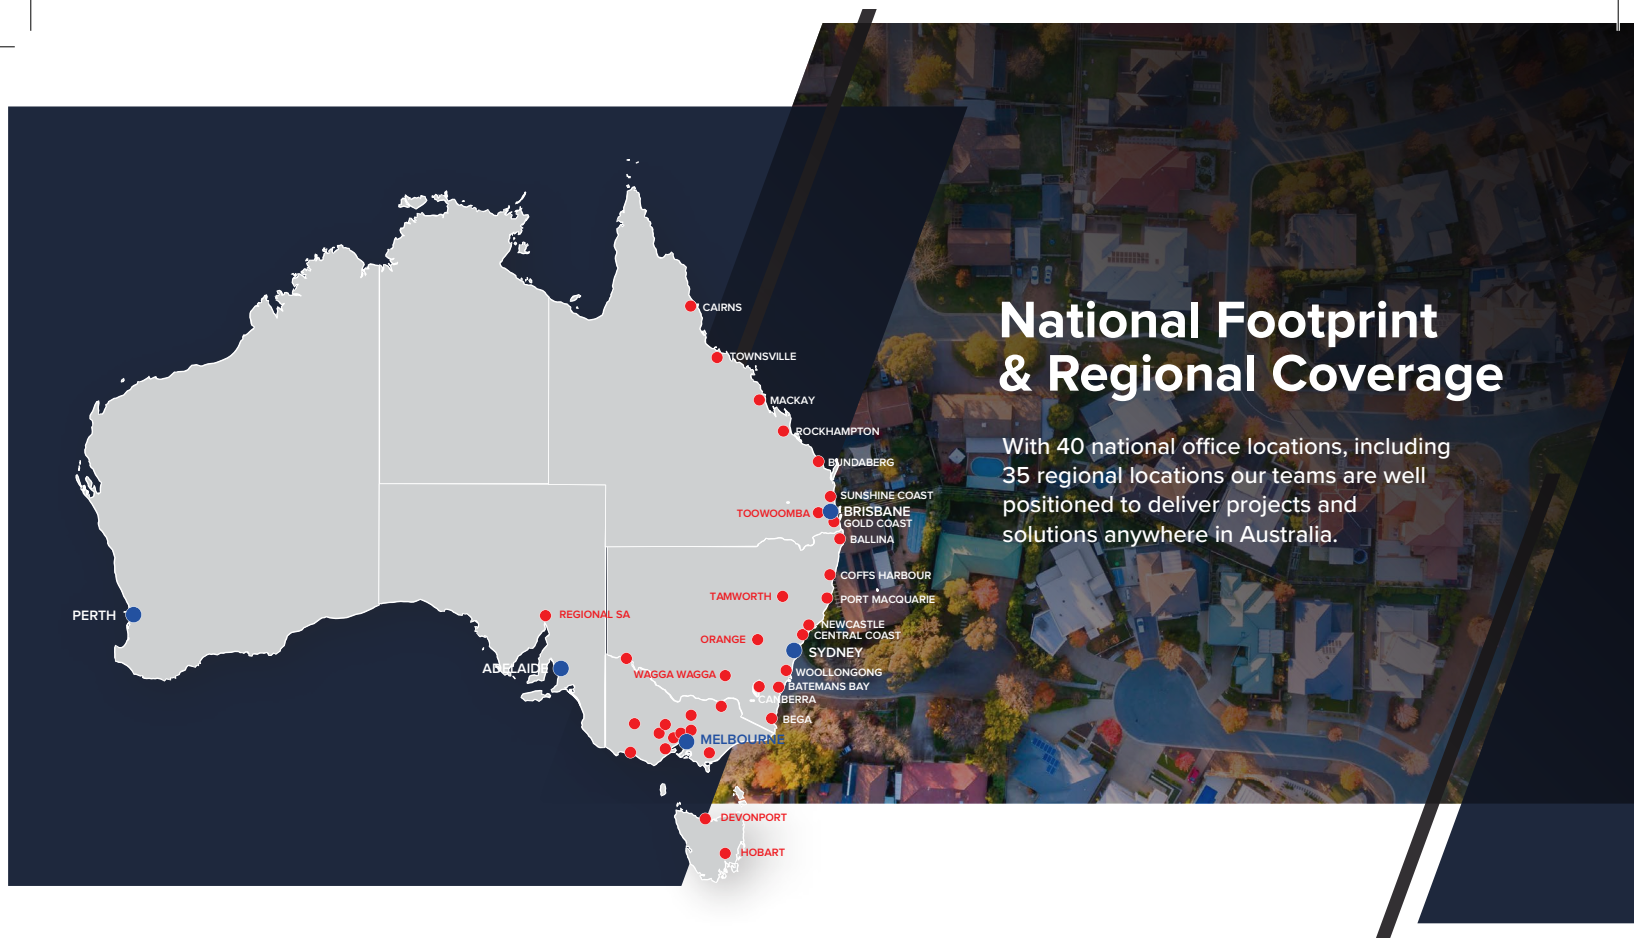 National Footprint
& Regional Coverage
With 40 national office locations, including
35 regional locations our teams are well
positioned to deliver projects and
solutions anywhere in Australia.
CAIRNS
TOWNSVILLE
MACKAY
ROCKHAMPTON
BUNDABERG
SUNSHINE COAST
TOOWOOMBA
BRISBANE
GOLD COAST
BALLINA
COFFS HARBOUR
TAMWORTH
PORT MACQUARIE
PERTH
REGIONAL SA
NEWCASTLE
CENTRAL COAST
ORANGE
SYDNEY
ADELAIDE
WAGGA WAGGA
WOOLLONGONG
BATEMANS BAY
CANBERRA
BEGA
MELBOURNE
DEVONPORT
HOBART